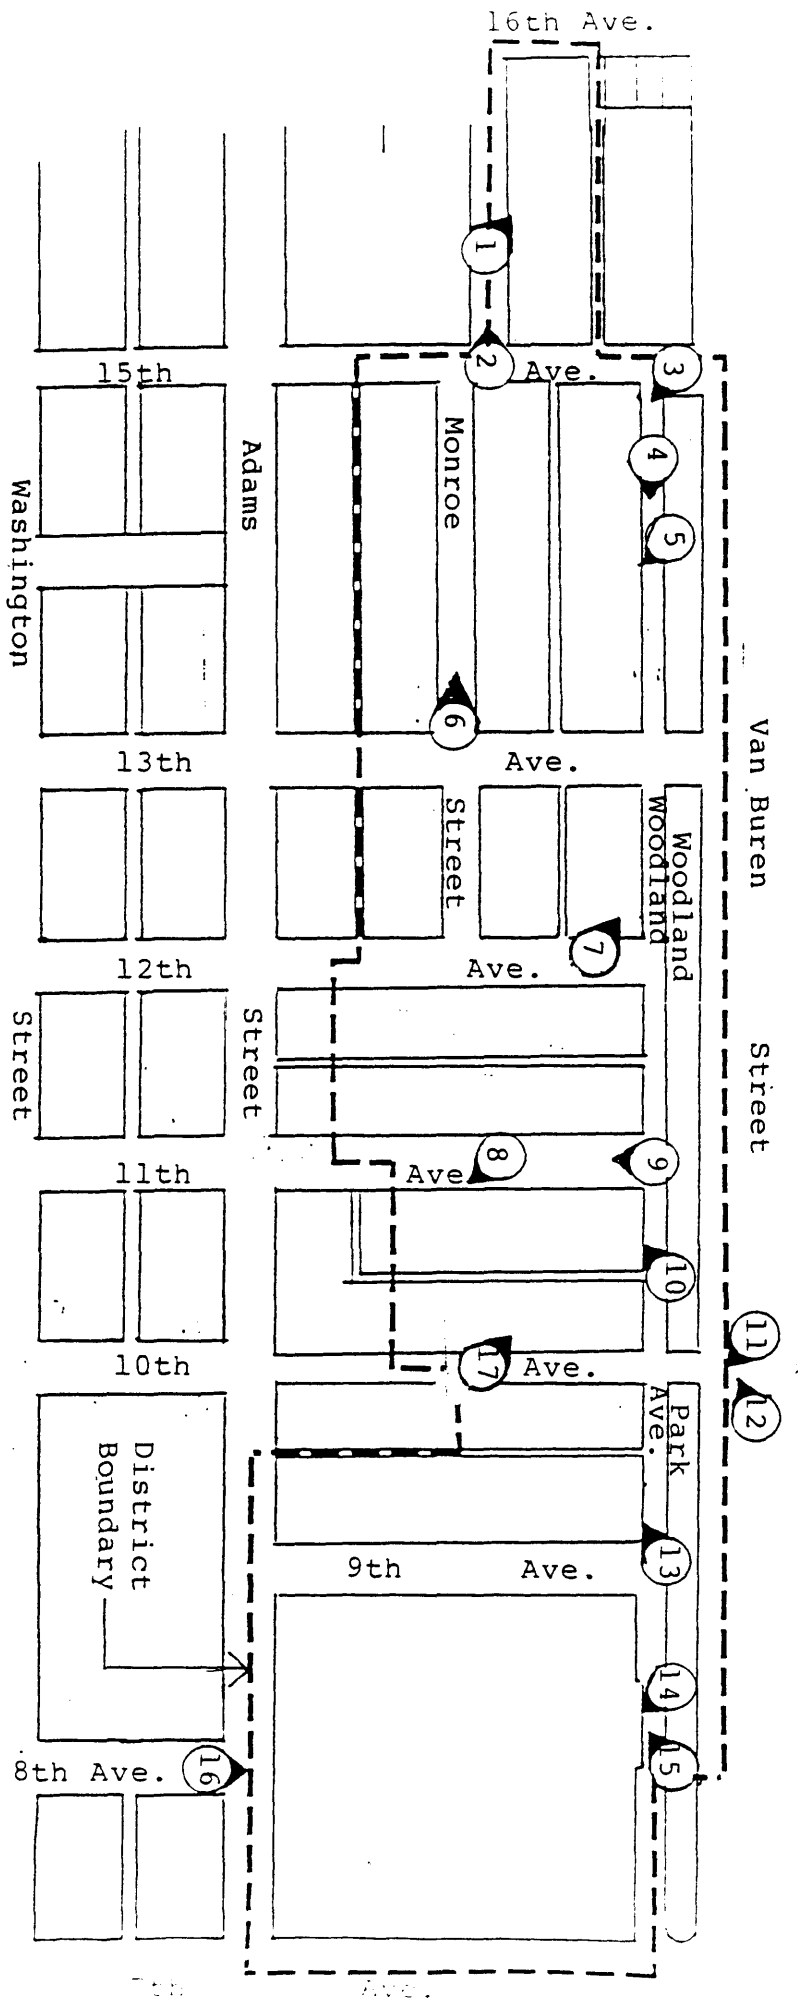 16th Ave.
1
2
3
15th Ave.
4
5
Monroe
Adams
Washington
6
13th Ave.
Van Buren
Street
Woodland
Woodland
7
12th Ave.
Street
Street
Street
8
9
11th Ave.
10
11
12
17
10th Ave.
Park
Ave.
District
Boundary
13
9th Ave.
14
15
16
8th Ave.
7th Ave.